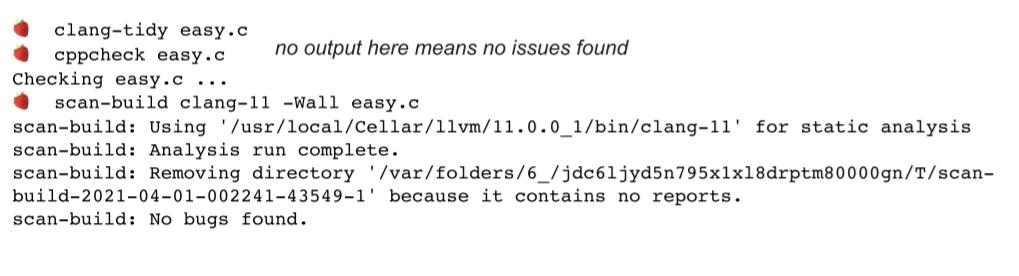 clang-tidy easy.c
no output here means no issues found
cppcheck easy.c
Checking easy.c ...
scan-build clang-11 -Wall easy.c
scan-build: Using '/usr/local/Cellar/llvm/11.0.0_1/bin/clang-11' for static analysis
scan-build: Analysis run complete.
scan-build: Removing directory '/var/folders/6_/jdc6ljyd5n795x1xl8drptm80000gn/T/scan-
build-2021-04-01-002241-43549-1' because it contains no reports.
scan-build: No bugs found.